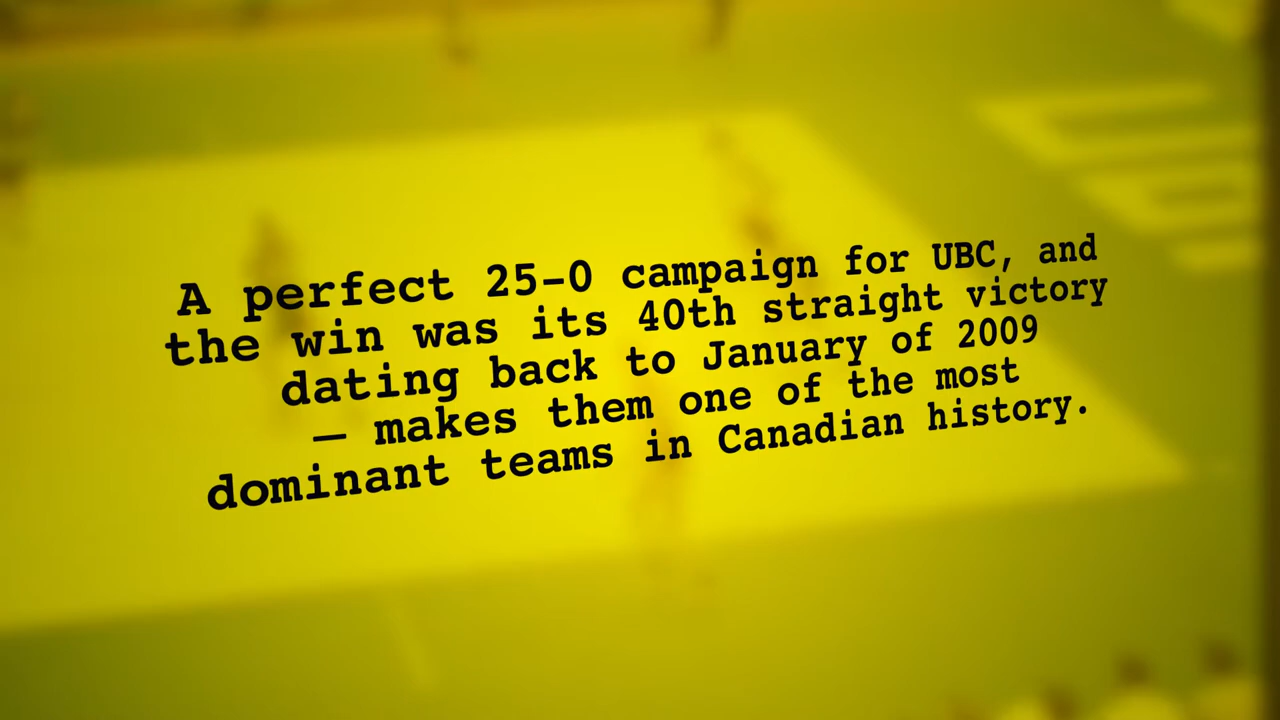 A perfect 25-0 campaign for UBC, and
the win was its 40th straight victory
dating back to January of 2009
— makes them one of the most
dominant teams in Canadian history.